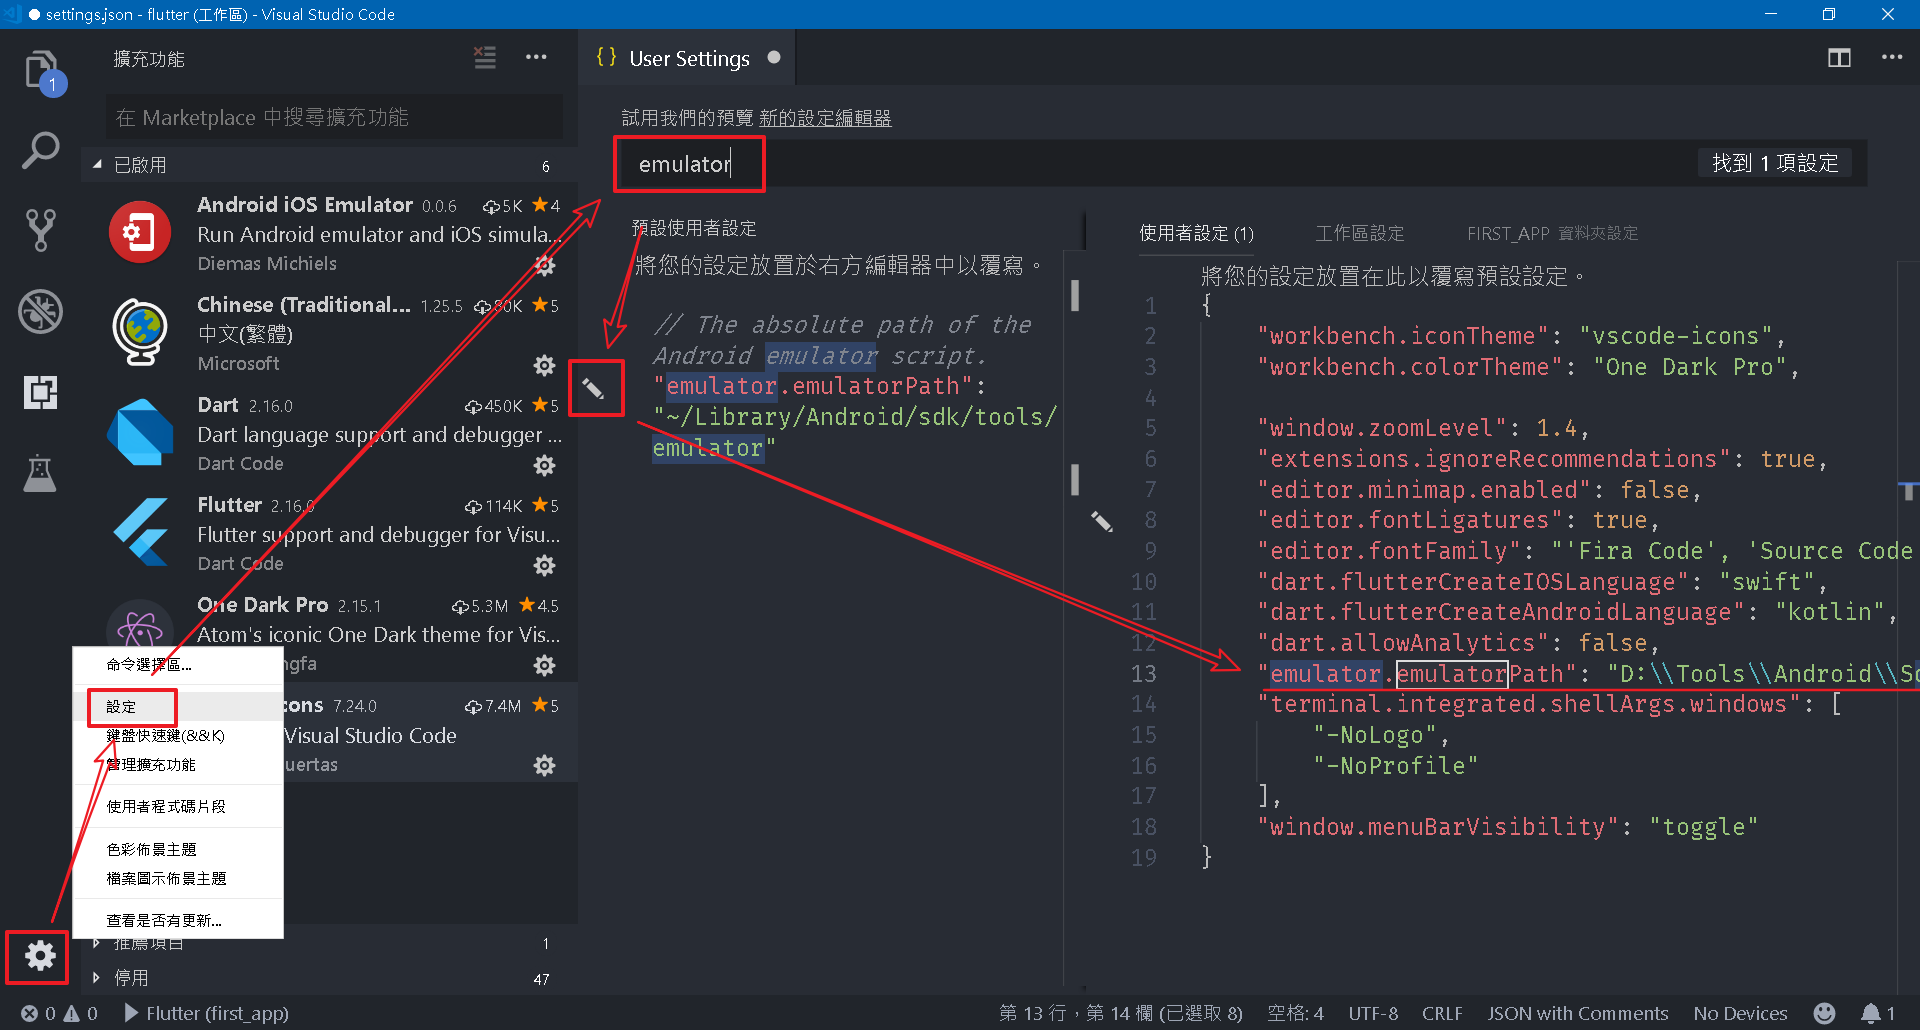 settings.json - flutter (工作區) - Visual Studio Code
1
擴充功能
在 Marketplace 中搜尋擴充功能
已啟用 6
Android iOS Emulator 0.0.6 5K 4
Run Android emulator and iOS simula...
Diemas Michiels
Chinese (Traditional... 1.25.5 80K 5
中文(繁體)
Microsoft
Dart 2.16.0 450K 5
Dart language support and debugger ...
Dart Code
Flutter 2.16.0 114K 5
Flutter support and debugger for Visu...
Dart Code
One Dark Pro 2.15.1 5.3M 4.5
Atom's iconic One Dark theme for Vis...
ngfa
cons 7.24.0 7.4M 5
Visual Studio Code
uertas
命令選擇區...
設定
鍵盤快速鍵(&&K)
管理擴充功能
使用者程式碼片段
色彩佈景主題
檔案圖示佈景主題
查看是否有更新...
推薦項目 1
停用 47
{} User Settings
試用我們的預覽 新的設定編輯器
emulator
找到 1 項設定
預設使用者設定
將您的設定放置於右方編輯器中以覆寫。
// The absolute path of the
Android emulator script.
"emulator.emulatorPath":
"~/Library/Android/sdk/tools/
emulator"
使用者設定 (1) 工作區設定 FIRST_APP 資料夾設定
將您的設定放置在此以覆寫預設設定。
1 {
2 "workbench.iconTheme": "vscode-icons",
3 "workbench.colorTheme": "One Dark Pro",
4
5 "window.zoomLevel": 1.4,
6 "extensions.ignoreRecommendations": true,
7 "editor.minimap.enabled": false,
8 "editor.fontLigatures": true,
9 "editor.fontFamily": "'Fira Code', 'Source Code
10 "dart.flutterCreateIOSLanguage": "swift",
11 "dart.flutterCreateAndroidLanguage": "kotlin",
12 "dart.allowAnalytics": false,
13 "emulator.emulatorPath": "D:\\Tools\\Android\\S
14 "terminal.integrated.shellArgs.windows": [
15 "-NoLogo",
16 "-NoProfile"
17 ],
18 "window.menuBarVisibility": "toggle"
19 }
0 0 Flutter (first_app)
第 13 行，第 14 欄 (已選取 8) 空格: 4 UTF-8 CRLF JSON with Comments No Devices 1